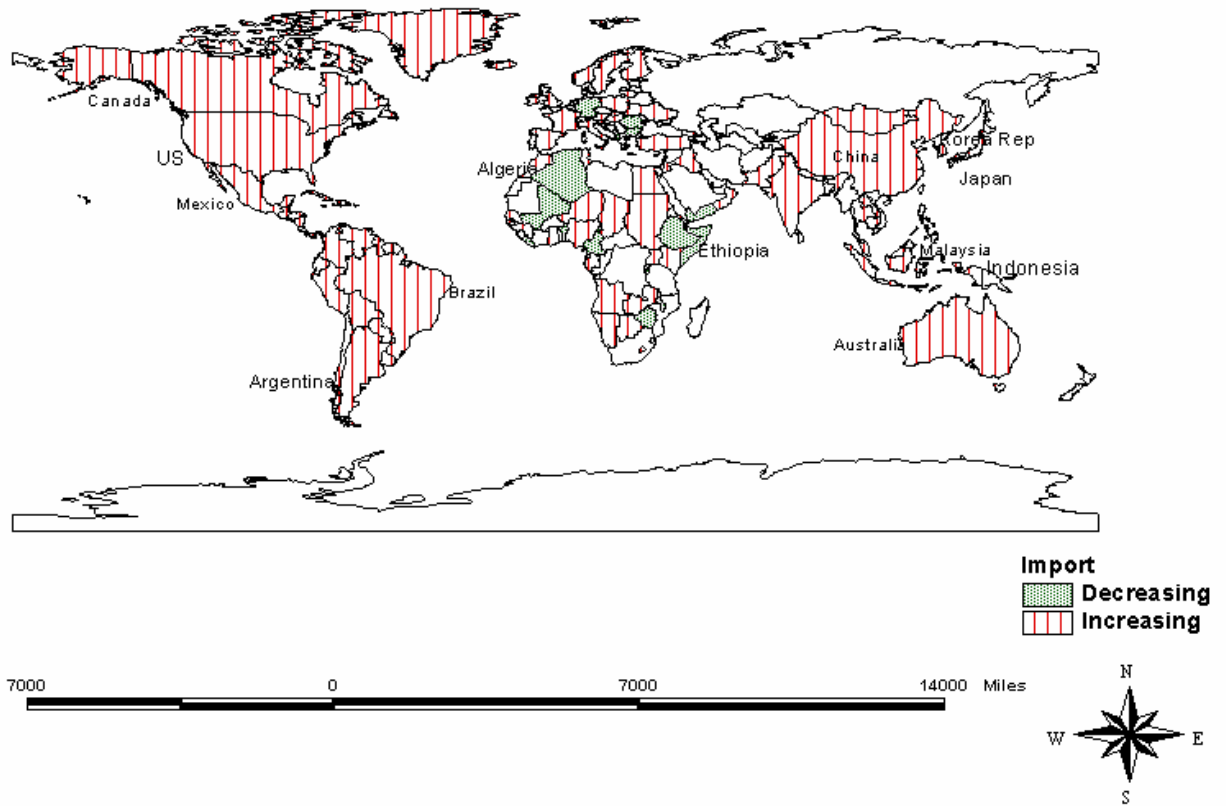 Canada
US
Mexico
Brazil
Argentina
Algeria
Ethiopia
China
Korea Rep
Japan
Malaysia
Indonesia
Australia
Import
Decreasing
Increasing
7000 0 7000 14000 Miles
N
W E
S